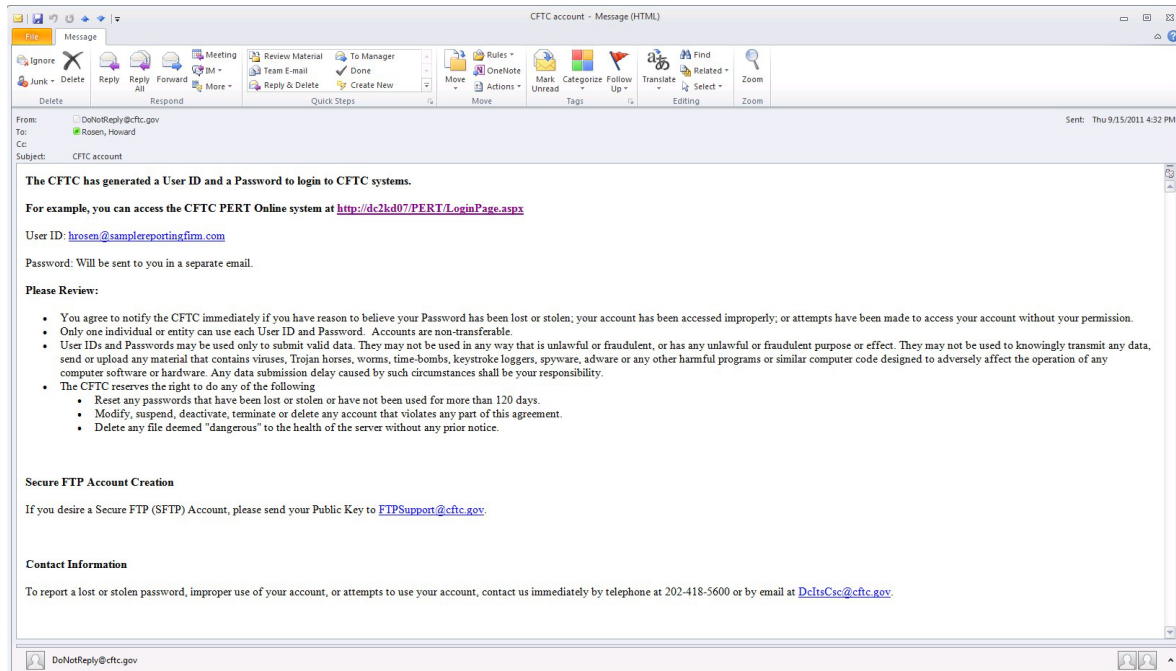 CFTC account - Message (HTML)
File Message
Ignore
Junk
Delete
Delete
Reply
Reply All
Forward
Meeting
IM
More
Respond
Review Material
To Manager
Team E-mail
Done
Reply & Delete
Create New
Quick Steps
Move
Rules
OneNote
Actions
Move
Mark Unread
Categorize
Follow Up
Tags
Translate
Find
Related
Select
Editing
Zoom
Zoom
From: DoNotReply@cftc.gov Sent: Thu 9/15/2011 4:32 PM
To: Rosen, Howard
Cc:
Subject: CFTC account
The CFTC has generated a User ID and a Password to login to CFTC systems.
For example, you can access the CFTC PERT Online system at http://dc2kd07/PERT/LoginPage.aspx
User ID: hrosen@samplereportingfirm.com
Password: Will be sent to you in a separate email.
Please Review:
• You agree to notify the CFTC immediately if you have reason to believe your Password has been lost or stolen; your account has been accessed improperly; or attempts have been made to access your account without your permission.
• Only one individual or entity can use each User ID and Password. Accounts are non-transferable.
• User IDs and Passwords may be used only to submit valid data. They may not be used in any way that is unlawful or fraudulent, or has any unlawful or fraudulent purpose or effect. They may not be used to knowingly transmit any data,
send or upload any material that contains viruses, Trojan horses, worms, time-bombs, keystroke loggers, spyware, adware or any other harmful programs or similar computer code designed to adversely affect the operation of any
computer software or hardware. Any data submission delay caused by such circumstances shall be your responsibility.
• The CFTC reserves the right to do any of the following
• Reset any passwords that have been lost or stolen or have not been used for more than 120 days.
• Modify, suspend, deactivate, terminate or delete any account that violates any part of this agreement.
• Delete any file deemed "dangerous" to the health of the server without any prior notice.
Secure FTP Account Creation
If you desire a Secure FTP (SFTP) Account, please send your Public Key to FTPSupport@cftc.gov.
Contact Information
To report a lost or stolen password, improper use of your account, or attempts to use your account, contact us immediately by telephone at 202-418-5600 or by email at DcItsCsc@cftc.gov.
DoNotReply@cftc.gov